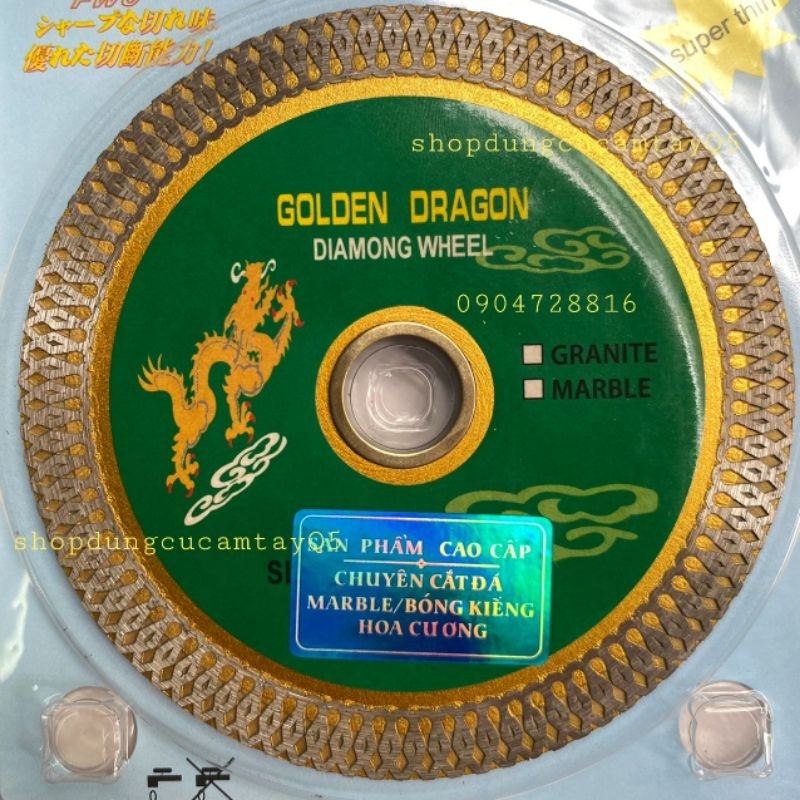 シャープな切れ味
優れた切断能力!
super thin
shopdungcucamtay05
GOLDEN DRAGON
DIAMONG WHEEL
0904728816
GRANITE
MARBLE
shopdungcucamtay05
SẢN PHẨM CAO CẤP
CHUYÊN CẮT ĐÁ
MARBLE/BÓNG KIẾNG
HOA CƯƠNG